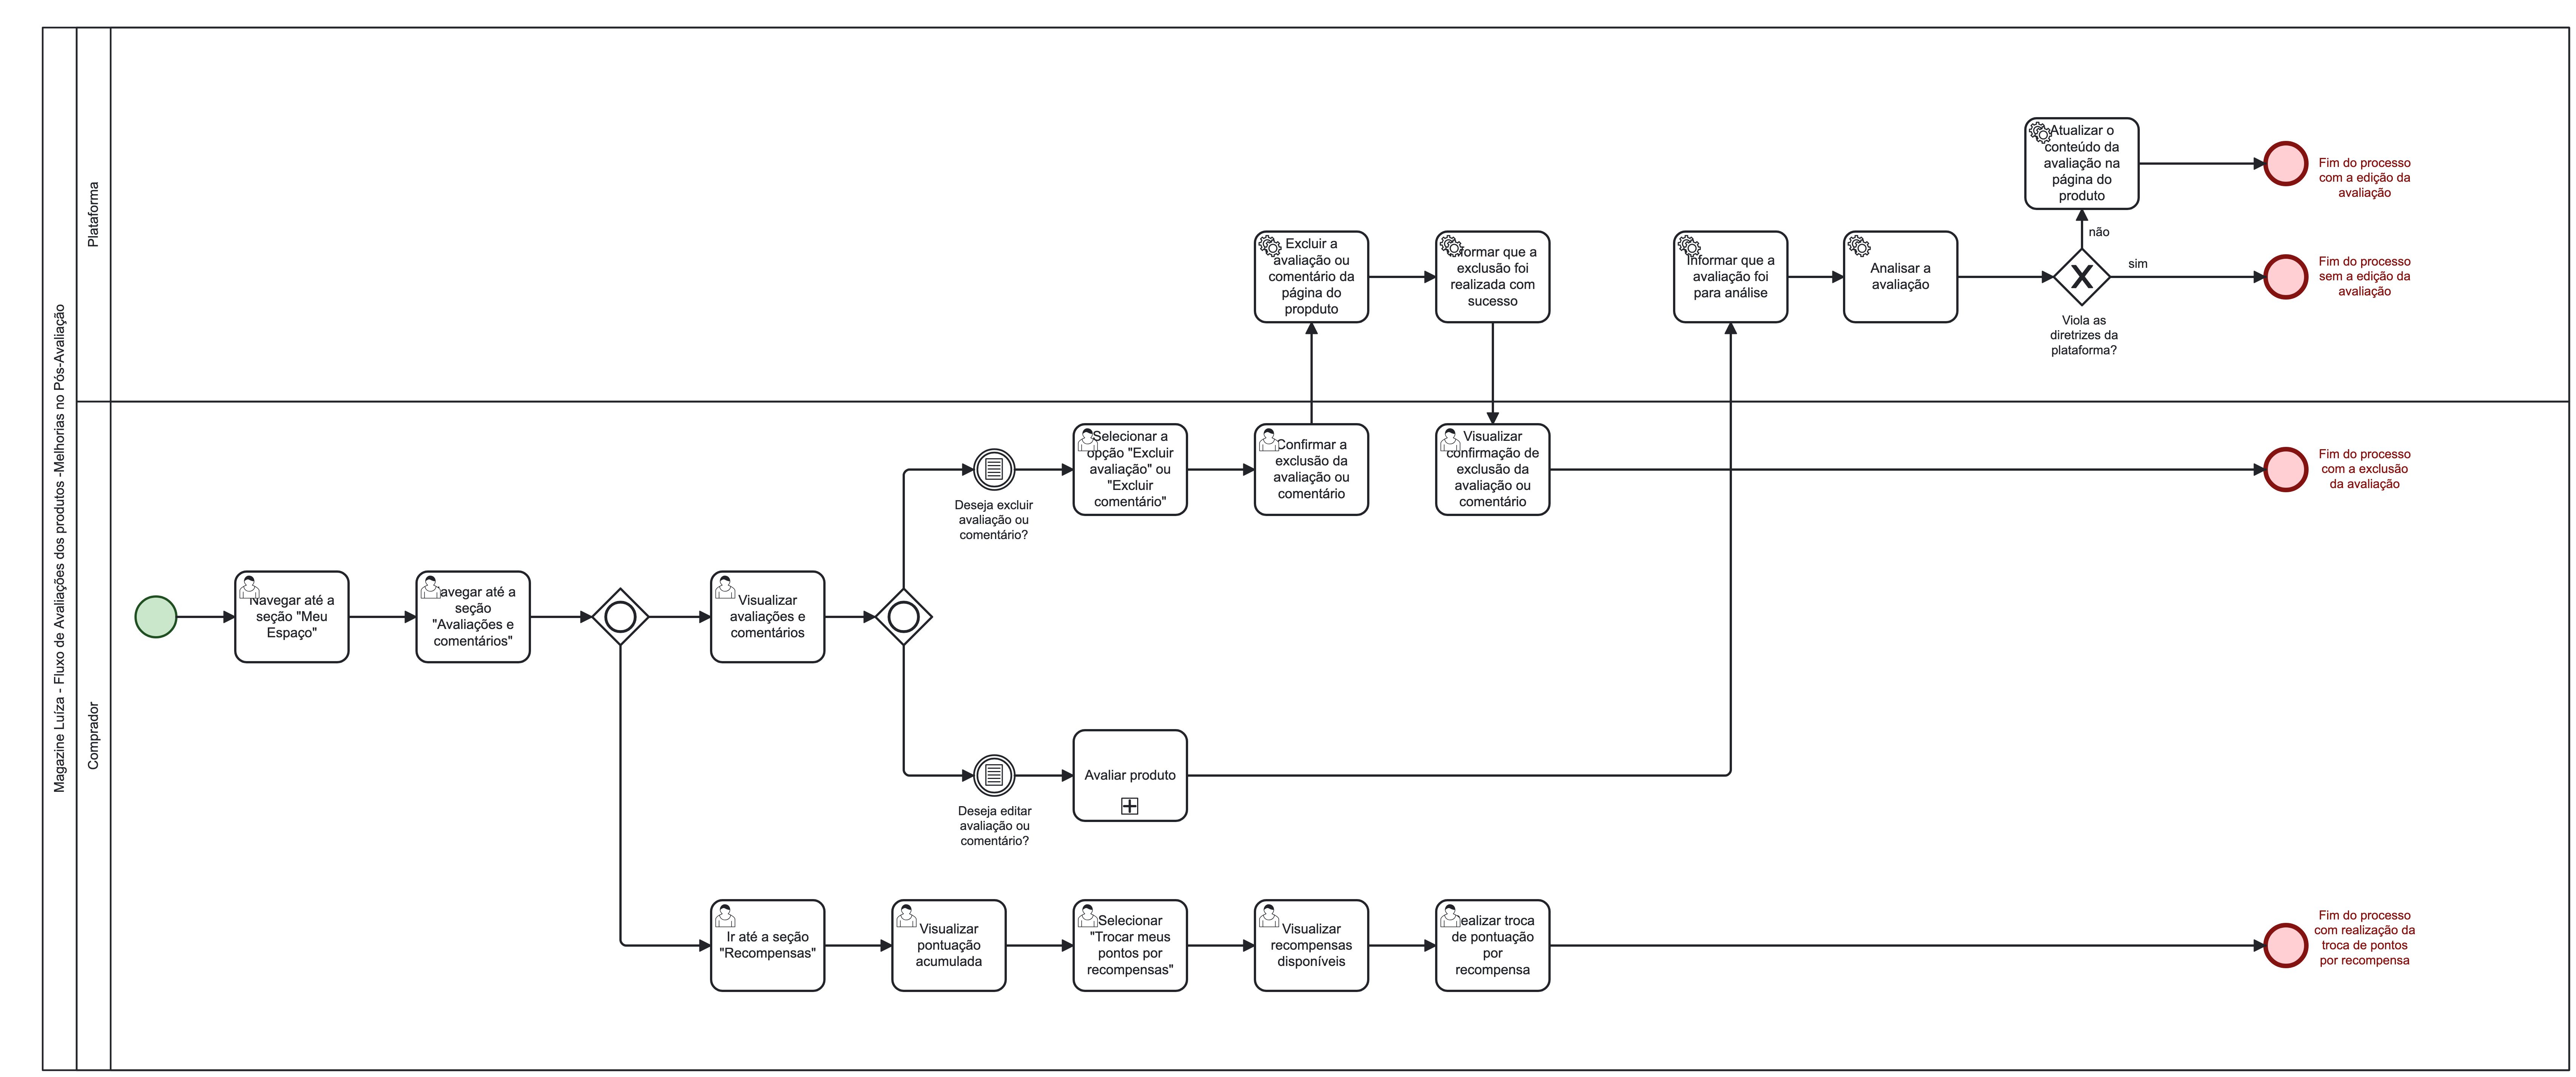 Magazine Luíza - Fluxo de Avaliações dos produtos -Melhorias no Pós-Avaliação
Plataforma
Excluir a
avaliação ou
comentário da
página do
propduto
formar que a
exclusão foi
realizada com
sucesso
Informar que a
avaliação foi
para análise
Analisar a
avaliação
Atualizar o
conteúdo da
avaliação na
página do
produto
não
sim
Viola as
diretrizes da
plataforma?
Fim do processo
com a edição da
avaliação
Fim do processo
sem a edição da
avaliação
Comprador
Navegar até a
seção "Meu
Espaço"
avegar até a
seção
"Avaliações e
comentários"
Visualizar
avaliações e
comentários
Deseja excluir
avaliação ou
comentário?
Selecionar a
opção "Excluir
avaliação" ou
"Excluir
comentário"
Confirmar a
exclusão da
avaliação ou
comentário
Visualizar
confirmação de
exclusão da
avaliação ou
comentário
Fim do processo
com a exclusão
da avaliação
Deseja editar
avaliação ou
comentário?
Avaliar produto
Ir até a seção
"Recompensas"
Visualizar
pontuação
acumulada
Selecionar
"Trocar meus
pontos por
recompensas"
Visualizar
recompensas
disponíveis
ealizar troca
de pontuação
por
recompensa
Fim do processo
com realização da
troca de pontos
por recompensa